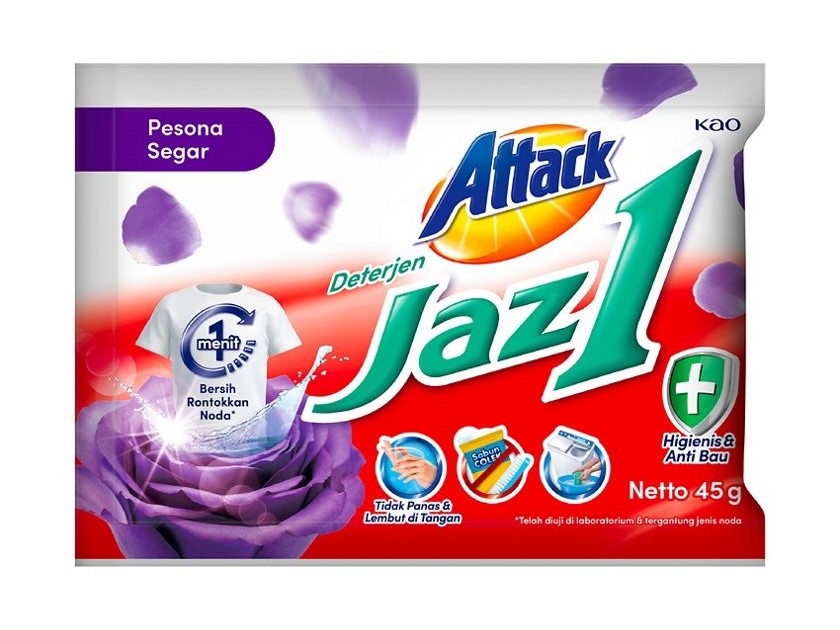 Pesona
Segar
Kao
Attack
Deterjen
Jaz1
1
menit
Bersih
Rontokkan
Noda*
Higienis &
Anti Bau
Sabun
COLEK
Tidak Panas &
Lembut di Tangan
Netto 45 g
*Telah diuji di laboratorium & tergantung jenis noda